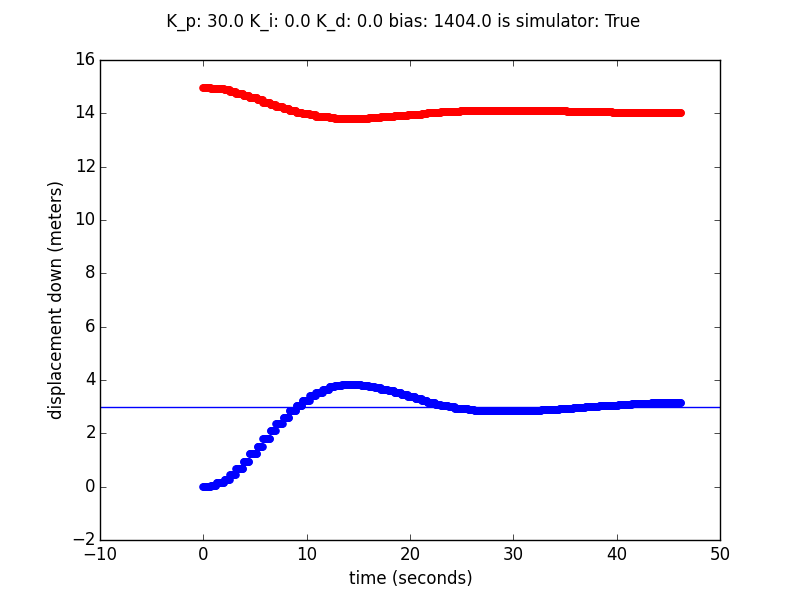 K_p: 30.0 K_i: 0.0 K_d: 0.0 bias: 1404.0 is simulator: True
16
14
12
10
8
6
4
2
0
−2
displacement down (meters)
−10 0 10 20 30 40 50
time (seconds)